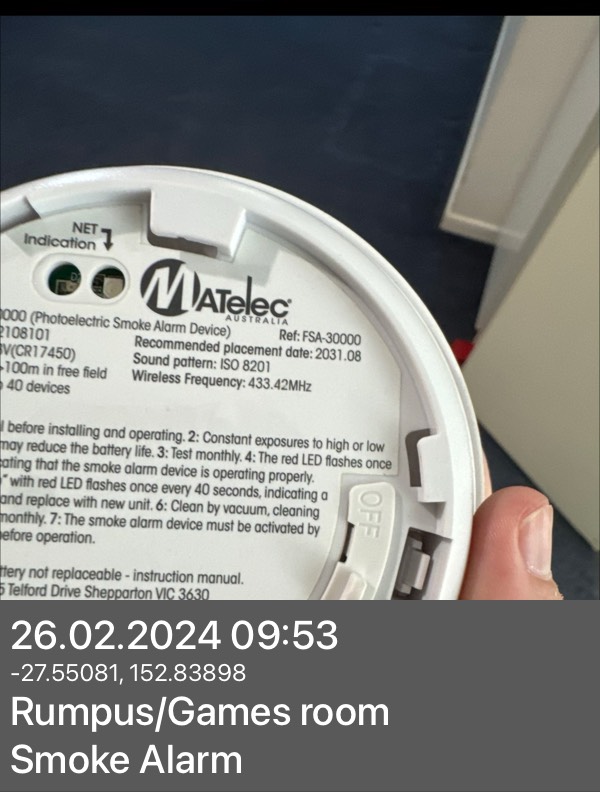 NET
Indication
MATelec
AUSTRALIA
000 (Photoelectric Smoke Alarm Device)
Ref: FSA-30000
2108101
Recommended placement date: 2031.08
V(CR17450)
Sound pattern: ISO 8201
100m in free field
Wireless Frequency: 433.42MHz
40 devices
before installing and operating. 2: Constant exposures to high or low
may reduce the battery life. 3: Test monthly. 4: The red LED flashes once
ating that the smoke alarm device is operating properly.
" with red LED flashes once every 40 seconds, indicating a
and replace with new unit. 6: Clean by vacuum, cleaning
monthly. 7: The smoke alarm device must be activated by
efore operation.
OFF
ttery not replaceable - instruction manual.
5 Telford Drive Shepparton VIC 3630
26.02.2024 09:53
-27.55081, 152.83898
Rumpus/Games room
Smoke Alarm